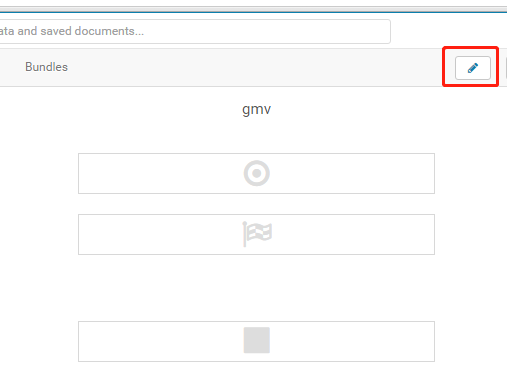 ata and saved documents...
Bundles
gmv